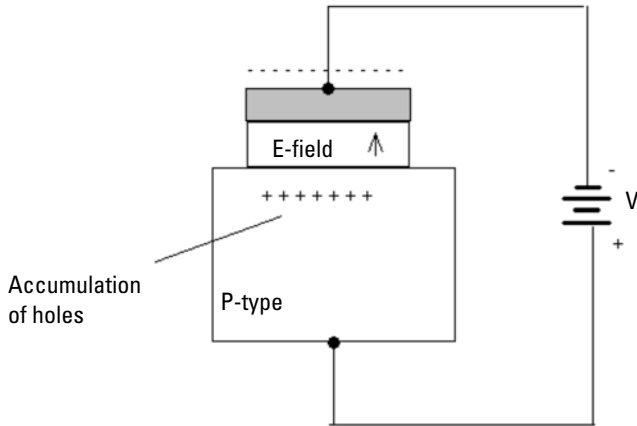 - - - - - - - - - - - - - -
E-field
-
+ + + + + + +
V
+
Accumulation
of holes
P-type